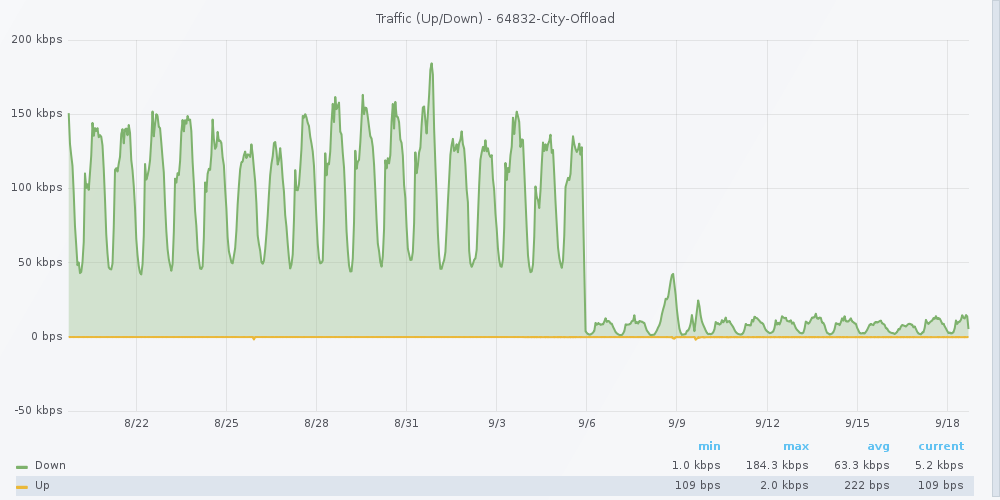 Traffic (Up/Down) - 64832-City-Offload
200 kbps
150 kbps
100 kbps
50 kbps
0 bps
-50 kbps
8/22 8/25 8/28 8/31 9/3 9/6 9/9 9/12 9/15 9/18
min max avg current
Down 1.0 kbps 184.3 kbps 63.3 kbps 5.2 kbps
Up 109 bps 2.0 kbps 222 bps 109 bps